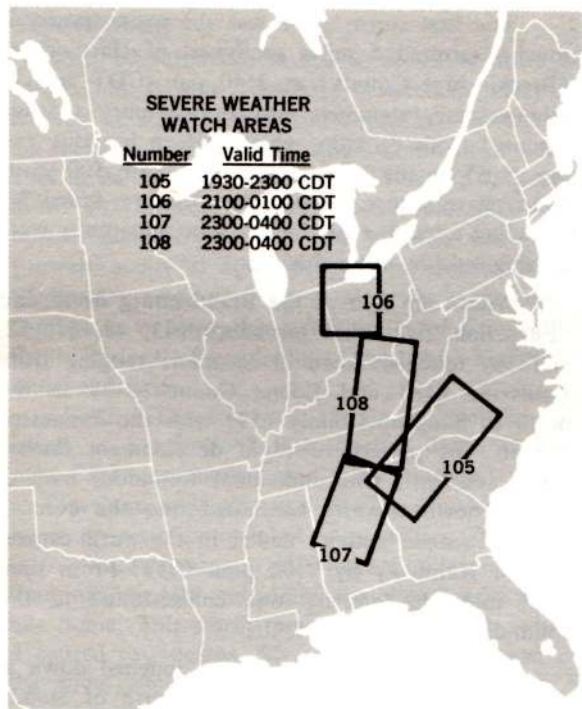 SEVERE WEATHER
WATCH AREAS
Number Valid Time
105 1930-2300 CDT
106 2100-0100 CDT
107 2300-0400 CDT
108 2300-0400 CDT
106
108
105
107